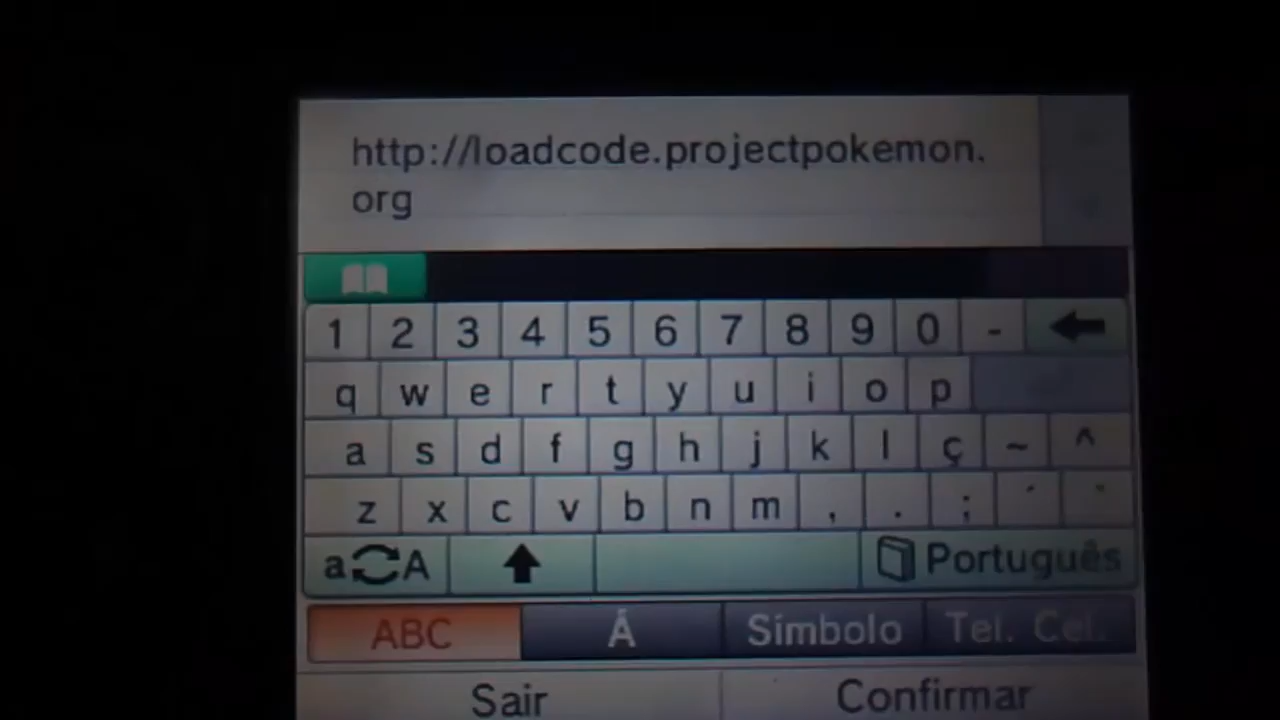 http://loadcode.projectpokemon.
org
1 2 3 4 5 6 7 8 9 0 -
q w e r t y u i o p
a s d f g h j k l ç ~ ^
z x c v b n m , . ; ´ `
a A Português
ABC Á Símbolo Tel. Cel.
Sair Confirmar